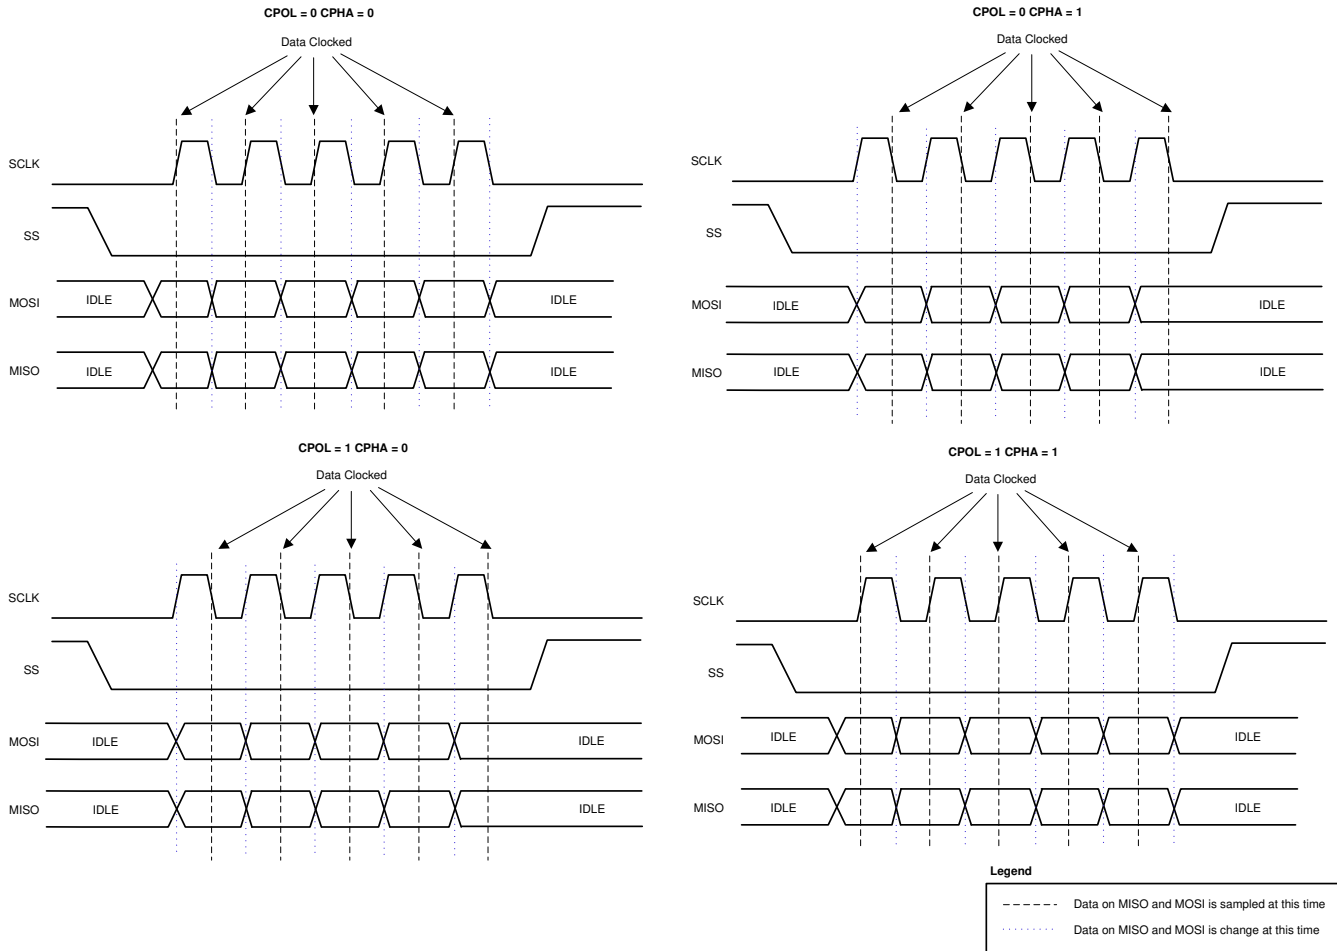 CPOL = 0 CPHA = 0
Data Clocked
SCLK
SS
MOSI
IDLE
IDLE
MISO
IDLE
IDLE
CPOL = 0 CPHA = 1
Data Clocked
SCLK
SS
MOSI
IDLE
IDLE
MISO
IDLE
IDLE
CPOL = 1 CPHA = 0
Data Clocked
SCLK
SS
MOSI
IDLE
IDLE
MISO
IDLE
IDLE
CPOL = 1 CPHA = 1
Data Clocked
SCLK
SS
MOSI
IDLE
IDLE
MISO
IDLE
IDLE
Legend
Data on MISO and MOSI is sampled at this time
Data on MISO and MOSI is change at this time